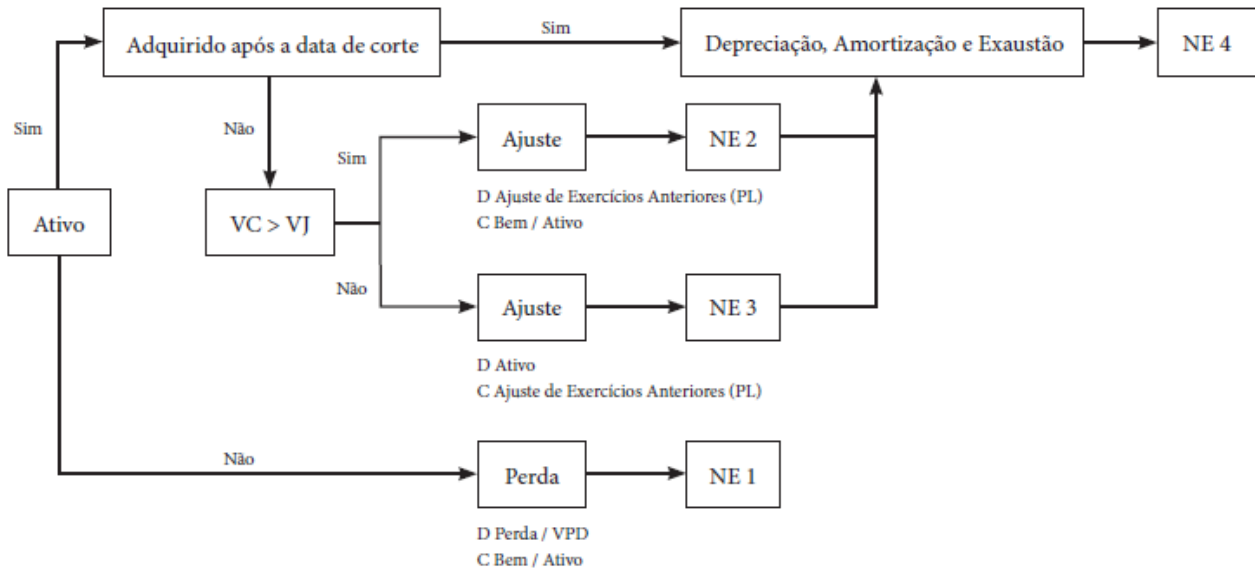 Adquirido após a data de corte
Sim
Depreciação, Amortização e Exaustão
NE 4
Sim
Não
Sim
Ajuste
NE 2
D Ajuste de Exercícios Anteriores (PL)
C Bem / Ativo
Ativo
VC > VJ
Não
Ajuste
NE 3
D Ativo
C Ajuste de Exercícios Anteriores (PL)
Não
Perda
NE 1
D Perda / VPD
C Bem / Ativo